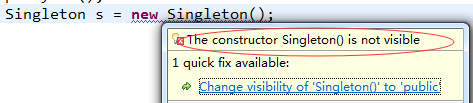 Singleton s = new Singleton();
The constructor Singleton() is not visible
1 quick fix available:
Change visibility of 'Singleton()' to 'public'